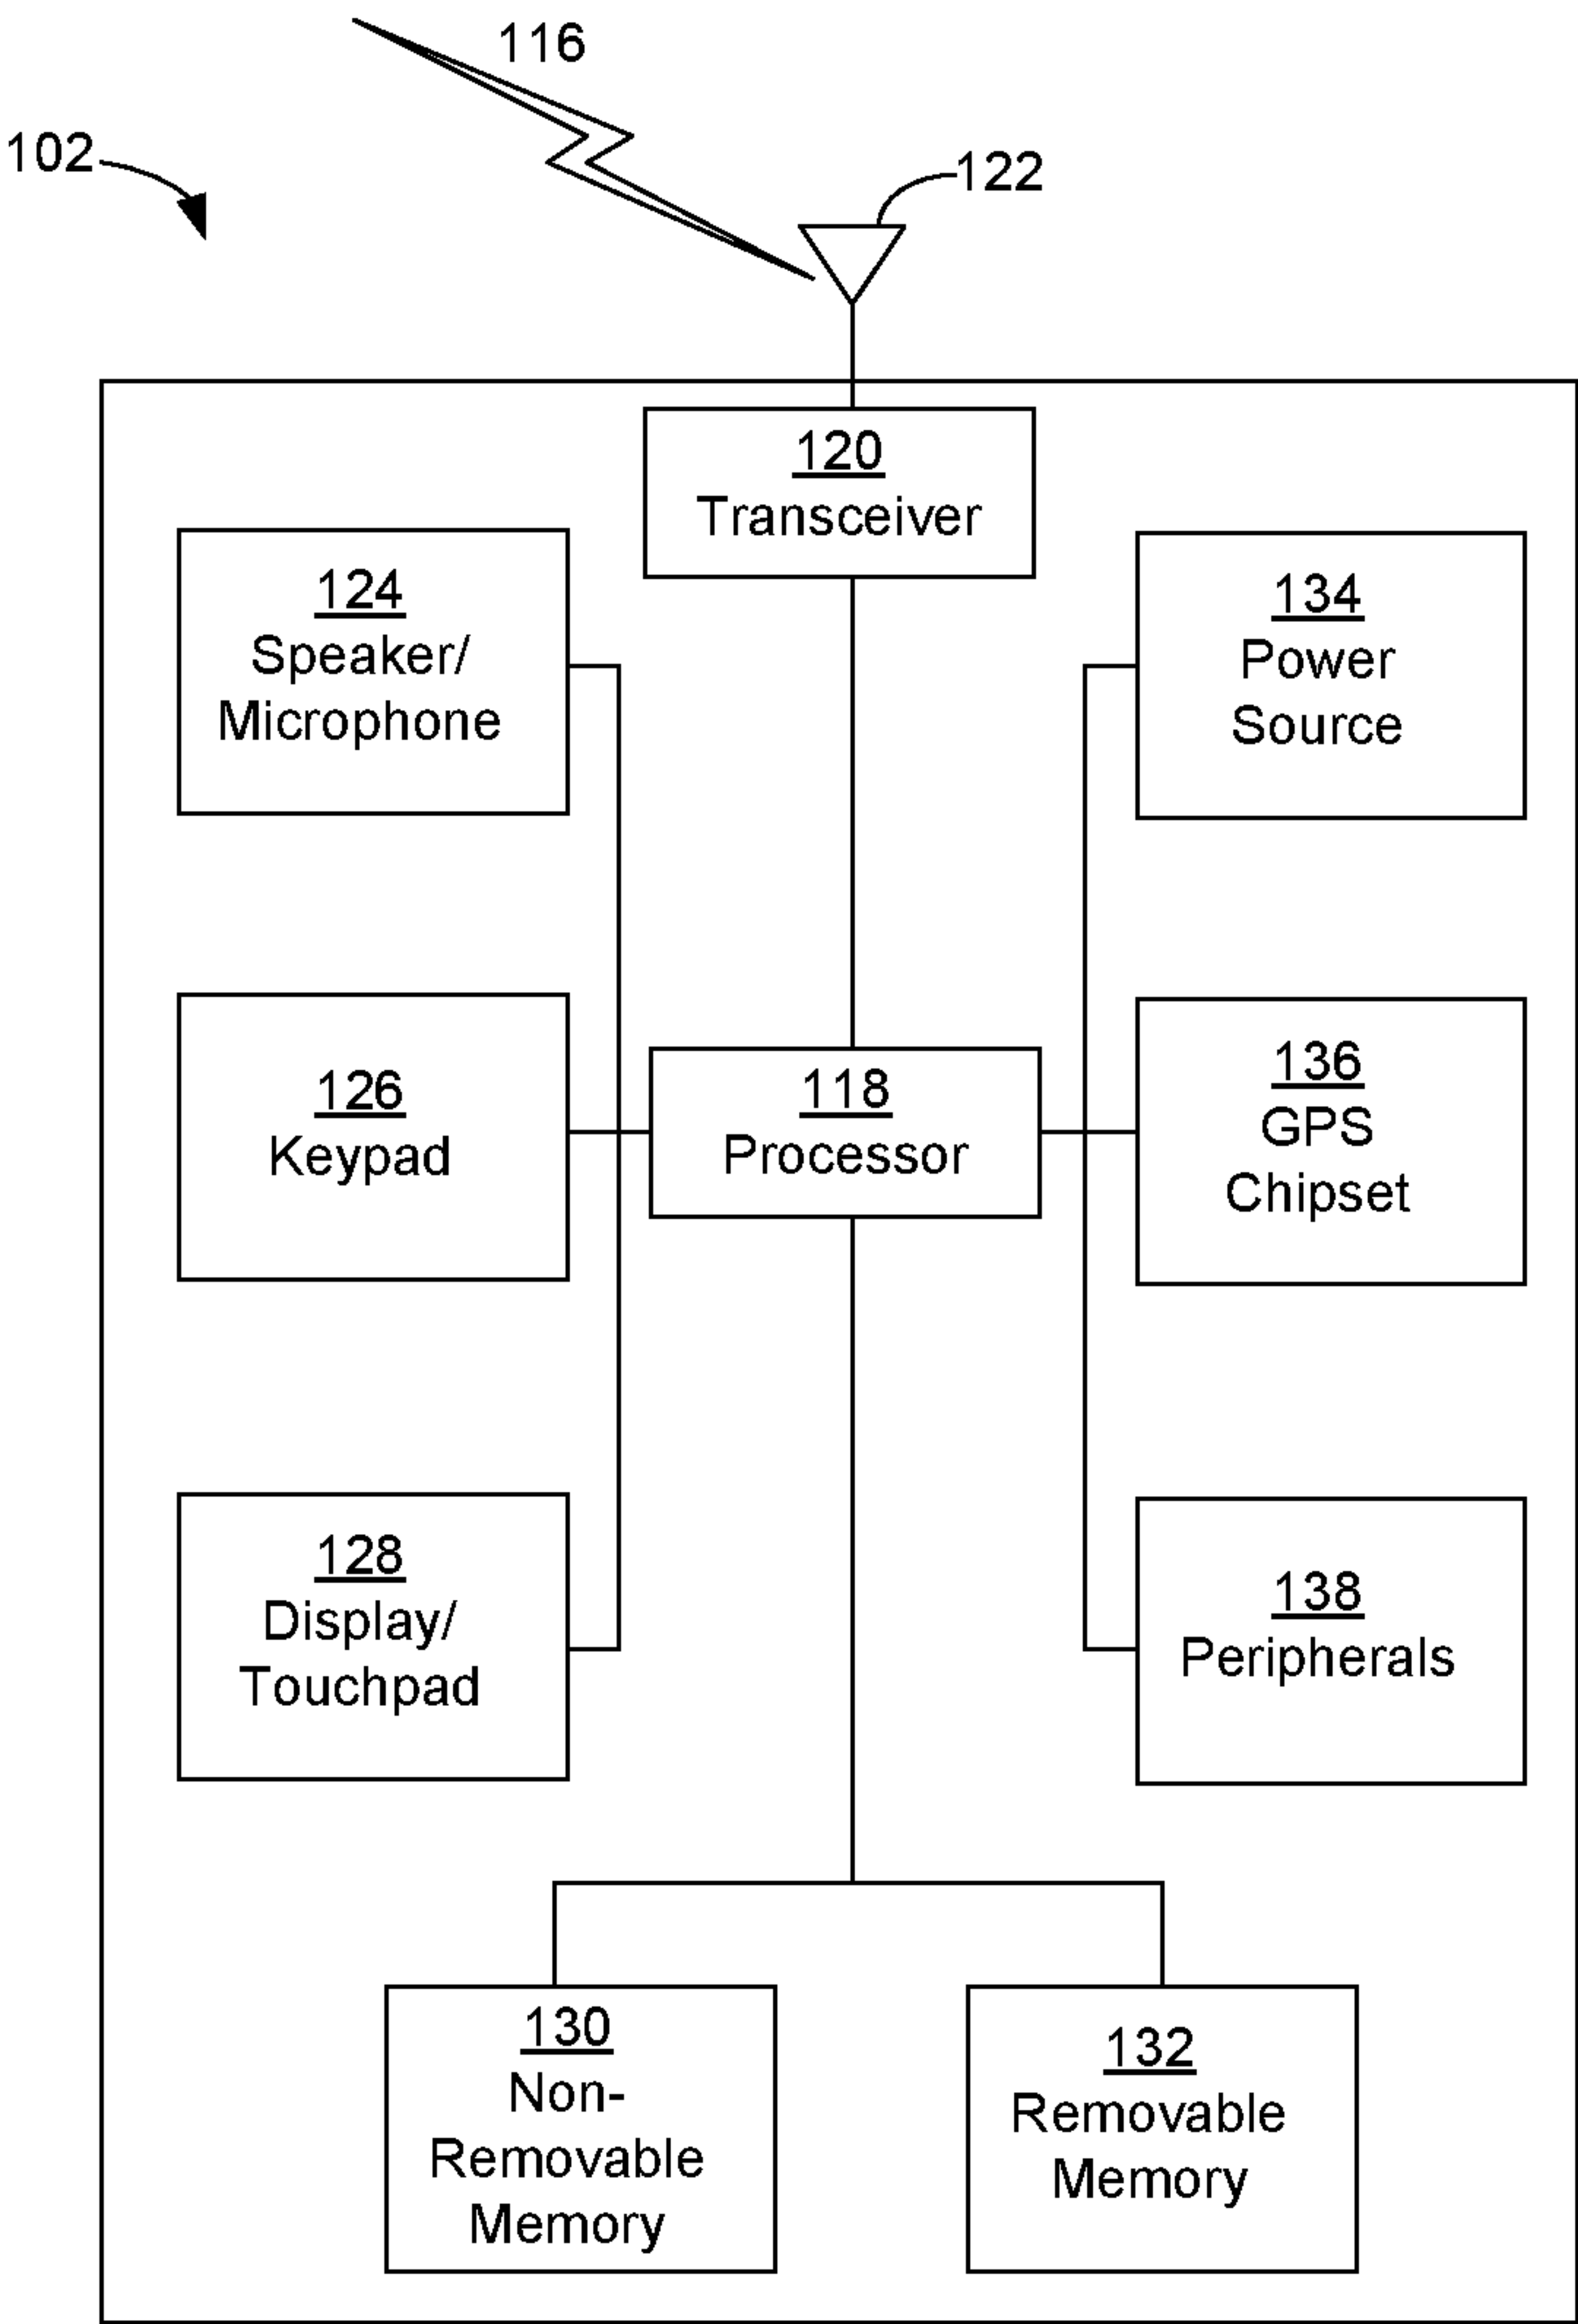 116
102
122
120
Transceiver
124
Speaker/
Microphone
134
Power
Source
126
Keypad
118
Processor
136
GPS
Chipset
128
Display/
Touchpad
138
Peripherals
130
Non-
Removable
Memory
132
Removable
Memory